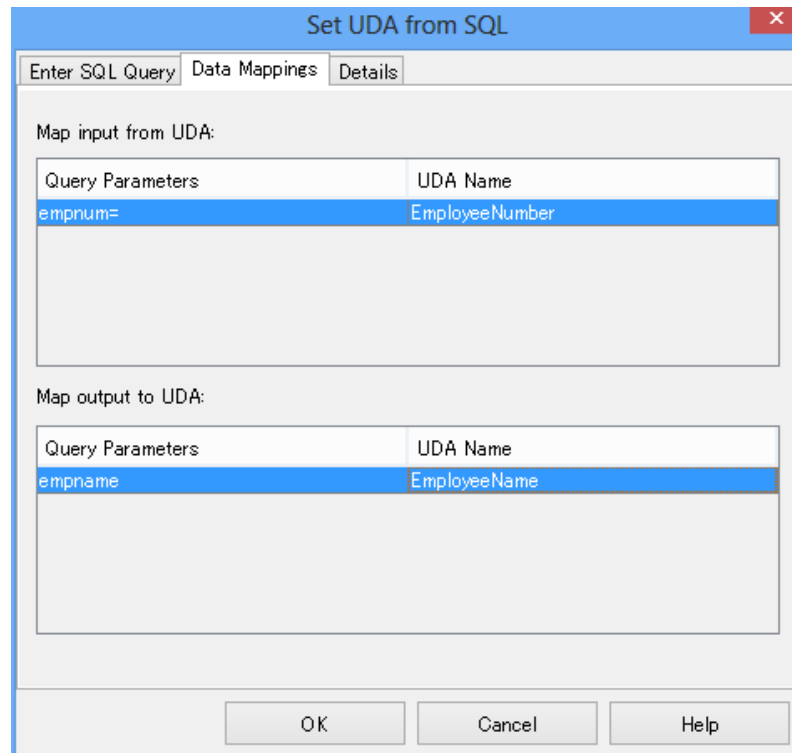 Set UDA from SQL
Enter SQL Query Data Mappings Details
Map input from UDA:
Query Parameters UDA Name
empnum= EmployeeNumber
Map output to UDA:
Query Parameters UDA Name
empname EmployeeName
OK Cancel Help